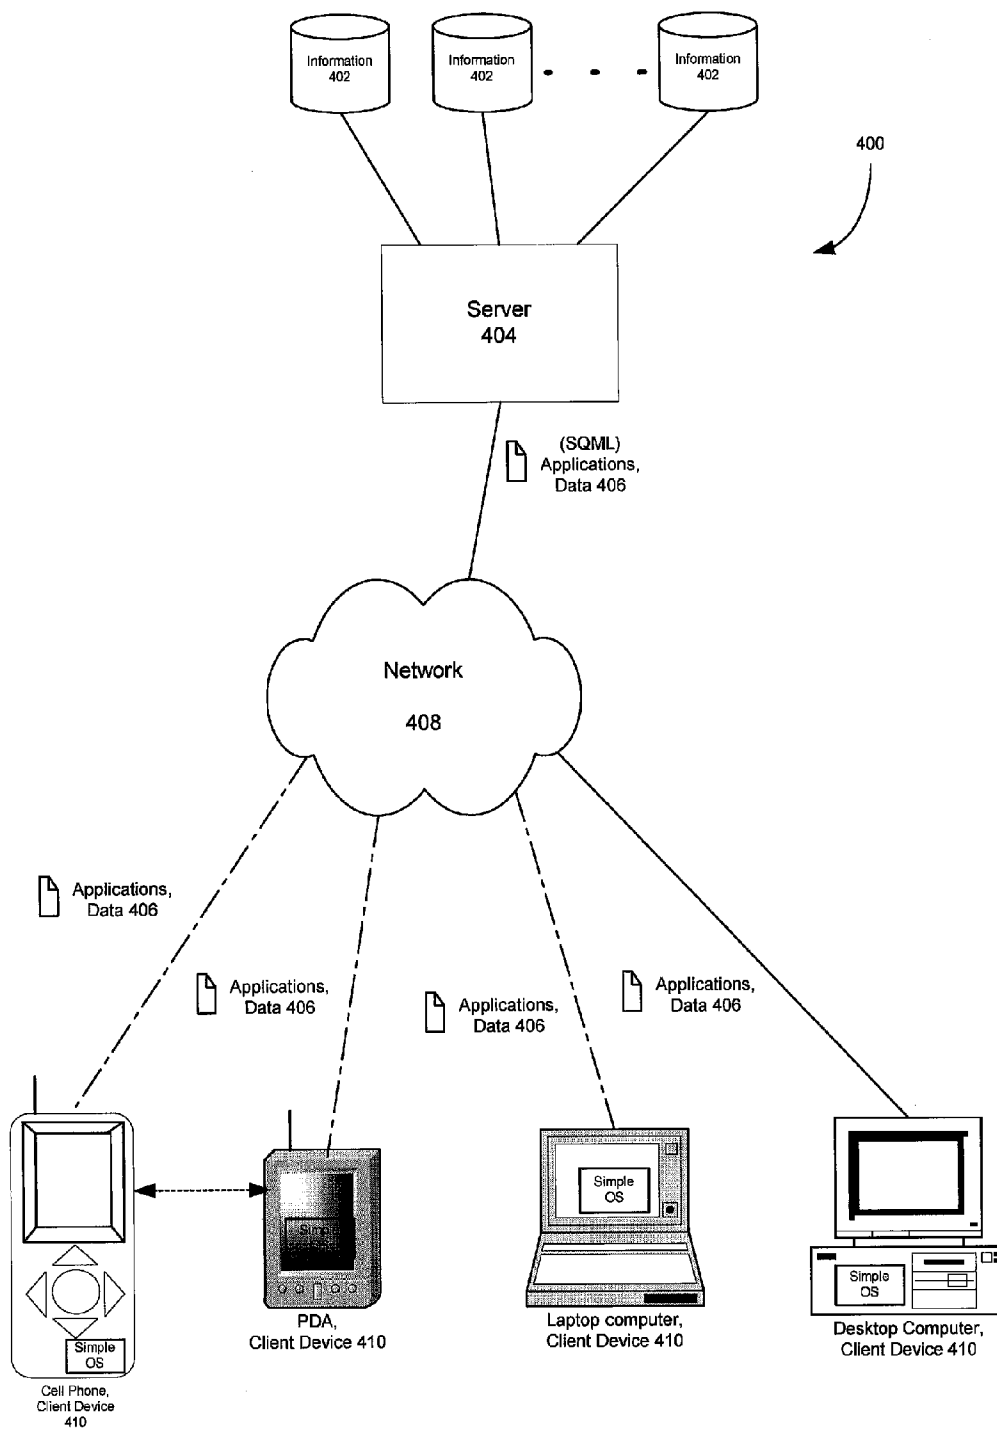 Information
402
Information
402
Information
402
400
Server
404
(SQML)
Applications,
Data 406
Network
408
Applications,
Data 406
Applications,
Data 406
Applications,
Data 406
Applications,
Data 406
Simple
OS
Simple
OS
Simple
OS
PDA,
Client Device 410
Laptop computer,
Client Device 410
Desktop Computer,
Client Device 410
Cell Phone,
Client Device
410